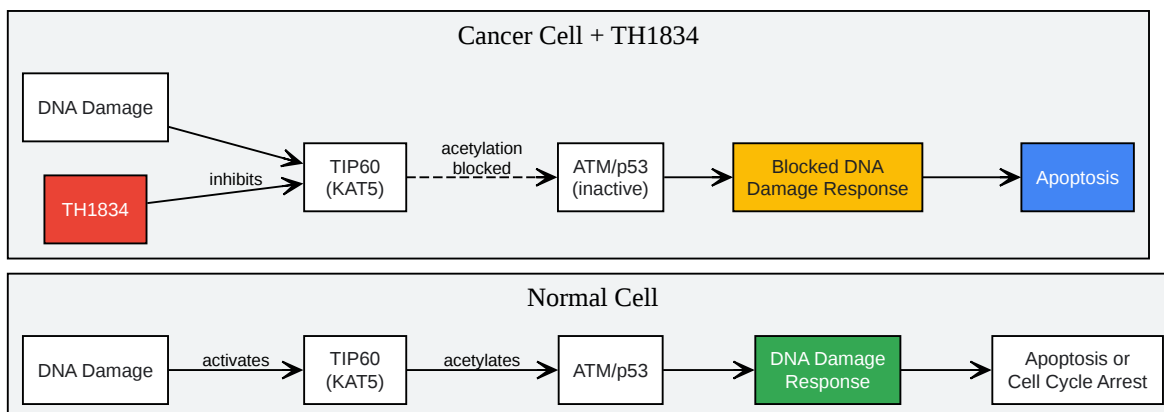 Cancer Cell + TH1834
DNA Damage
TH1834
inhibits
TIP60
(KAT5)
acetylation
blocked
ATM/p53
(inactive)
Blocked DNA
Damage Response
Apoptosis
Normal Cell
DNA Damage
activates
TIP60
(KAT5)
acetylates
ATM/p53
DNA Damage
Response
Apoptosis or
Cell Cycle Arrest